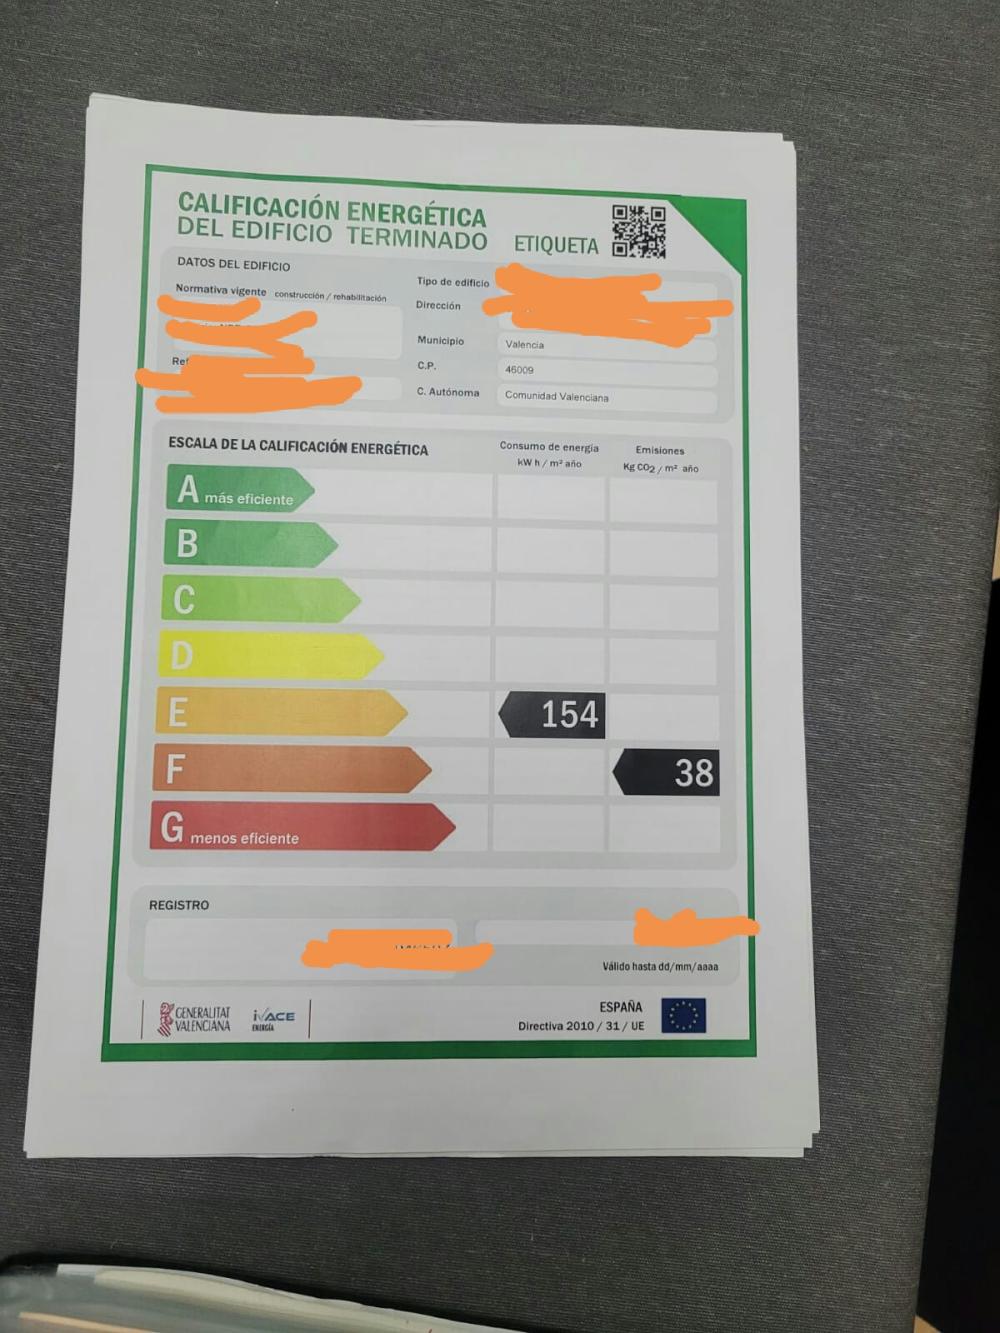 CALIFICACIÓN ENERGÉTICA
DEL EDIFICIO TERMINADO ETIQUETA
DATOS DEL EDIFICIO
Normativa vigente construcción / rehabilitación
Tipo de edificio
Dirección
Municipio Valencia
C.P. 46009
C. Autónoma Comunidad Valenciana
ESCALA DE LA CALIFICACIÓN ENERGÉTICA
Consumo de energía
kW h / m² año
Emisiones
Kg CO2 / m² año
A más eficiente
B
C
D
E 154
F 38
G menos eficiente
REGISTRO
Válido hasta dd/mm/aaaa
GENERALITAT
VALENCIANA
iVACE
ENERGÍA
ESPAÑA
Directiva 2010 / 31 / UE